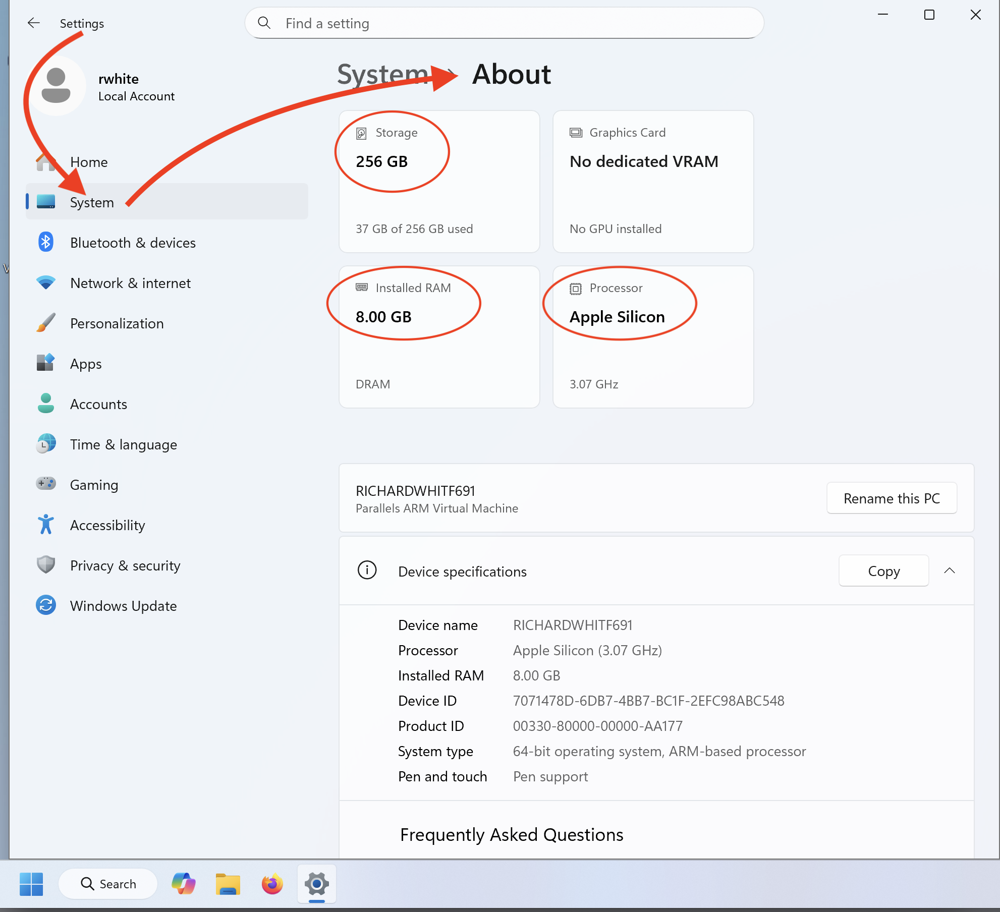 Settings
Find a setting
rwhite
Local Account
Home
System
Bluetooth & devices
Network & internet
Personalization
Apps
Accounts
Time & language
Gaming
Accessibility
Privacy & security
Windows Update
System > About
Storage
256 GB
37 GB of 256 GB used
Graphics Card
No dedicated VRAM
No GPU installed
Installed RAM
8.00 GB
DRAM
Processor
Apple Silicon
3.07 GHz
RICHARDWHITF691
Parallels ARM Virtual Machine
Rename this PC
Device specifications
Copy
Device name RICHARDWHITF691
Processor Apple Silicon (3.07 GHz)
Installed RAM 8.00 GB
Device ID 7071478D-6DB7-4BB7-BC1F-2EFC98ABC548
Product ID 00330-80000-00000-AA177
System type 64-bit operating system, ARM-based processor
Pen and touch Pen support
Frequently Asked Questions
Search